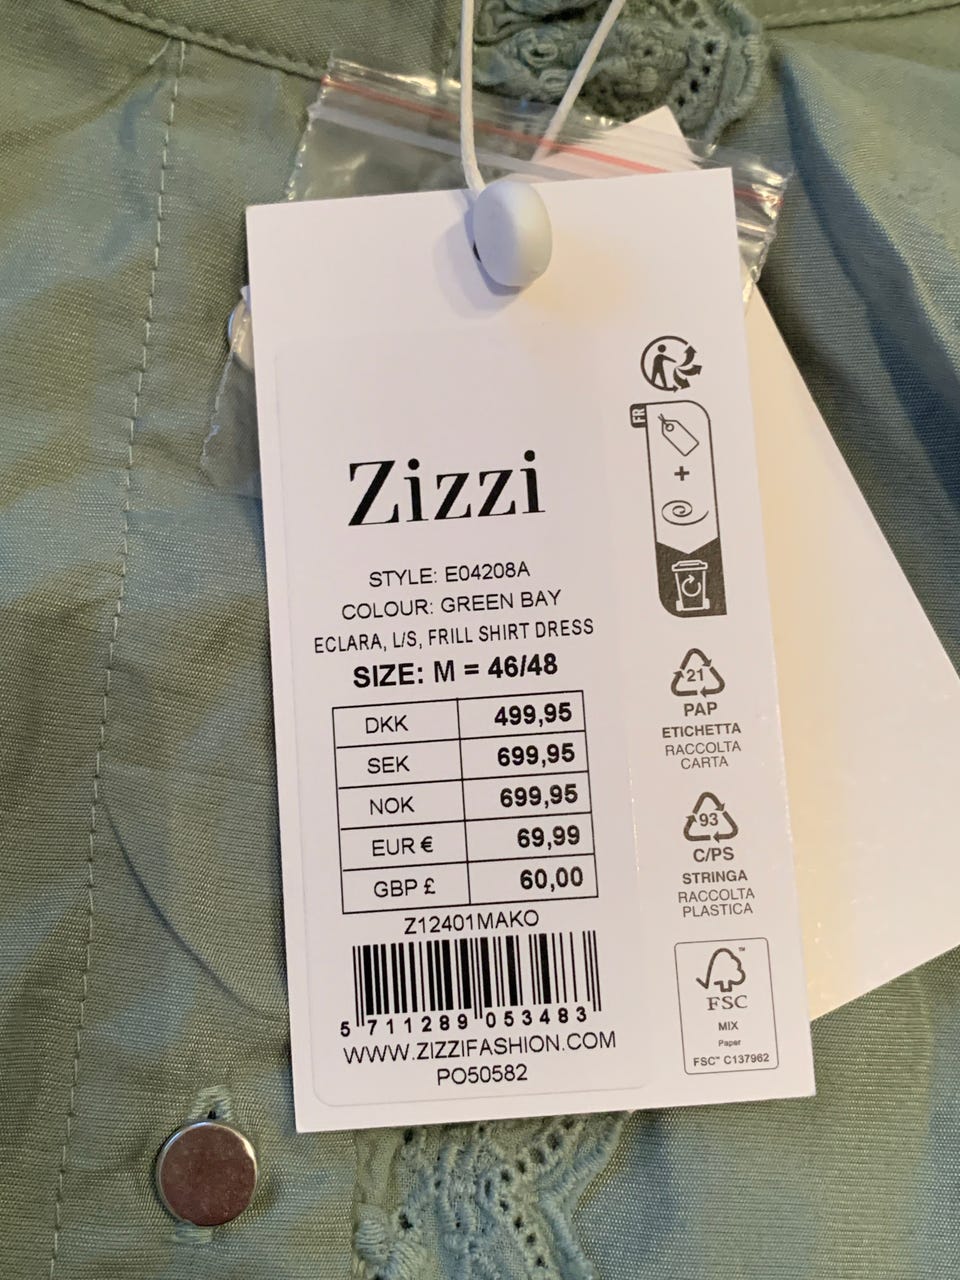 Zizzi
STYLE: E04208A
COLOUR: GREEN BAY
ECLARA, L/S, FRILL SHIRT DRESS
SIZE: M = 46/48
DKK 499,95
SEK 699,95
NOK 699,95
EUR € 69,99
GBP £ 60,00
Z12401MAKO
5 711289 053483
WWW.ZIZZIFASHION.COM
PO50582
FR
+
21
PAP
ETICHETTA
RACCOLTA
CARTA
93
C/PS
STRINGA
RACCOLTA
PLASTICA
™
FSC
MIX
Paper
FSC™ C137962